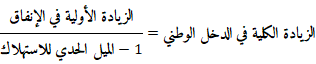 الزيادة الكلية في الدخل الوطني = الزيادة الأولية في الإنفاق
1 – الميل الحدي للاستهلاك